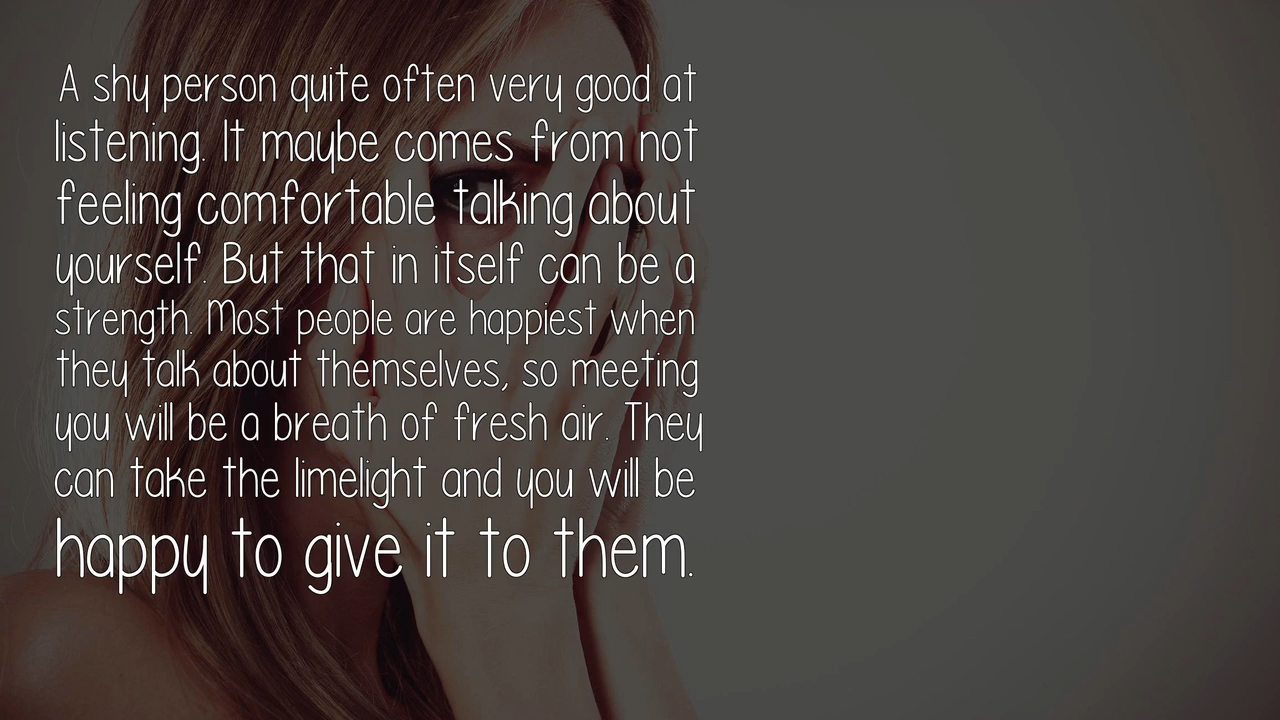 A shy person quite often very good at
listening. It maybe comes from not
feeling comfortable talking about
yourself. But that in itself can be a
strength. Most people are happiest when
they talk about themselves, so meeting
you will be a breath of fresh air. They
can take the limelight and you will be
happy to give it to them.